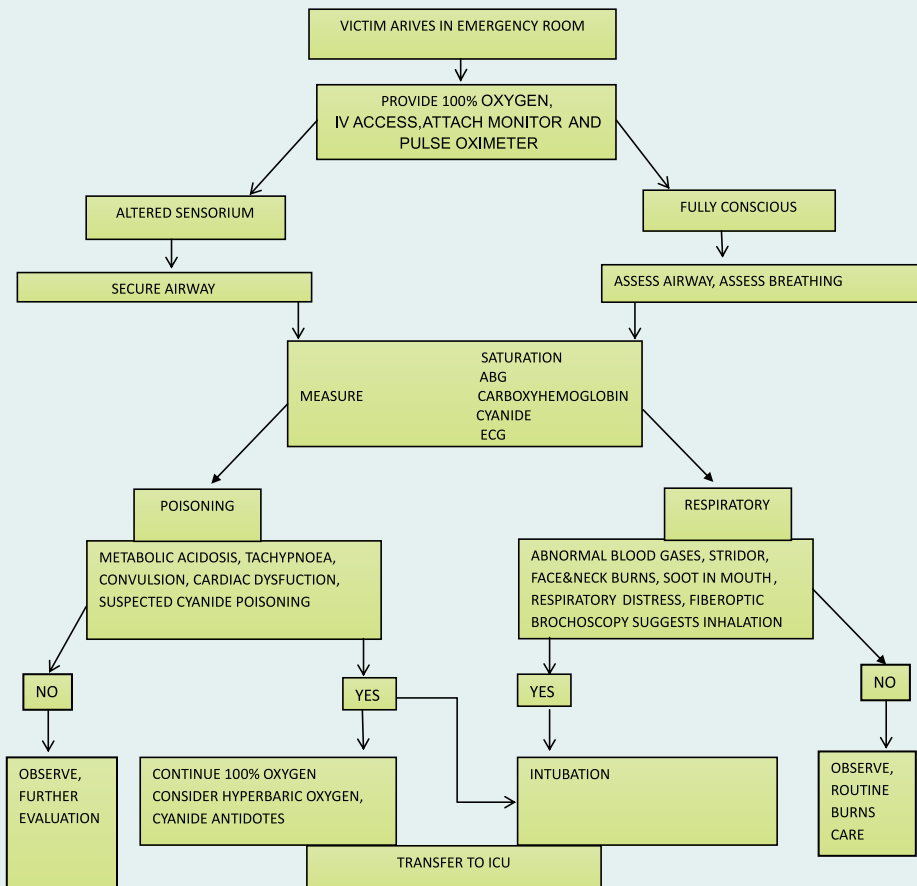 VICTIM ARIVES IN EMERGENCY ROOM
PROVIDE 100% OXYGEN,
IV ACCESS,ATTACH MONITOR AND
PULSE OXIMETER
ALTERED SENSORIUM
FULLY CONSCIOUS
SECURE AIRWAY
ASSESS AIRWAY, ASSESS BREATHING
SATURATION
ABG
MEASURE CARBOXYHEMOGLOBIN
CYANIDE
ECG
POISONING
METABOLIC ACIDOSIS, TACHYPNOEA,
CONVULSION, CARDIAC DYSFUCTION,
SUSPECTED CYANIDE POISONING
RESPIRATORY
ABNORMAL BLOOD GASES, STRIDOR,
FACE&NECK BURNS, SOOT IN MOUTH,
RESPIRATORY DISTRESS, FIBEROPTIC
BROCHOSCOPY SUGGESTS INHALATION
NO
YES
YES
NO
OBSERVE,
FURTHER
EVALUATION
CONTINUE 100% OXYGEN
CONSIDER HYPERBARIC OXYGEN,
CYANIDE ANTIDOTES
INTUBATION
OBSERVE,
ROUTINE
BURNS
CARE
TRANSFER TO ICU